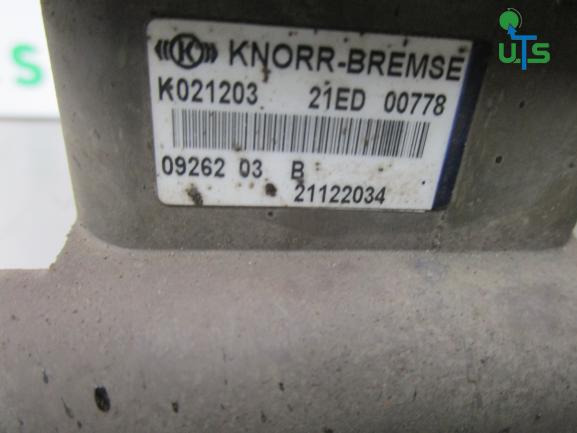 UTS
((K)) KNORR-BREMSE
K021203 21ED 00778
09262 03 B
21122034